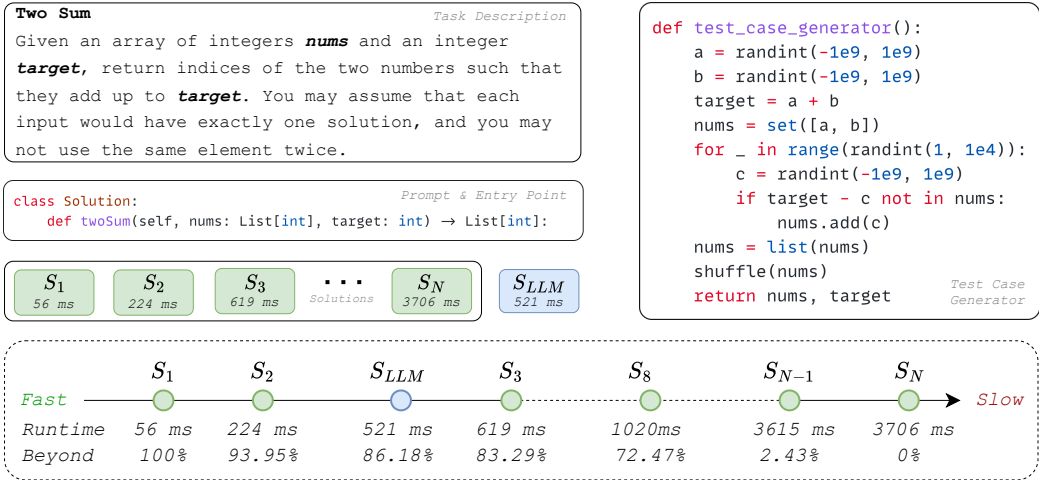 Two Sum
Task Description
Given an array of integers nums and an integer
target, return indices of the two numbers such that
they add up to target. You may assume that each
input would have exactly one solution, and you may
not use the same element twice.
class Solution:
Prompt & Entry Point
def twoSum(self, nums: List[int], target: int) → List[int]:
S1 S2 S3 ... SN SLLM
56 ms 224 ms 619 ms Solutions 3706 ms 521 ms
def test_case_generator():
a = randint(-1e9, 1e9)
b = randint(-1e9, 1e9)
target = a + b
nums = set([a, b])
for _ in range(randint(1, 1e4)):
c = randint(-1e9, 1e9)
if target - c not in nums:
nums.add(c)
nums = list(nums)
shuffle(nums)
return nums, target
Test Case
Generator
S1 S2 SLLM S3 S8 SN-1 SN
Fast Slow
Runtime 56 ms 224 ms 521 ms 619 ms 1020ms 3615 ms 3706 ms
Beyond 100% 93.95% 86.18% 83.29% 72.47% 2.43% 0%